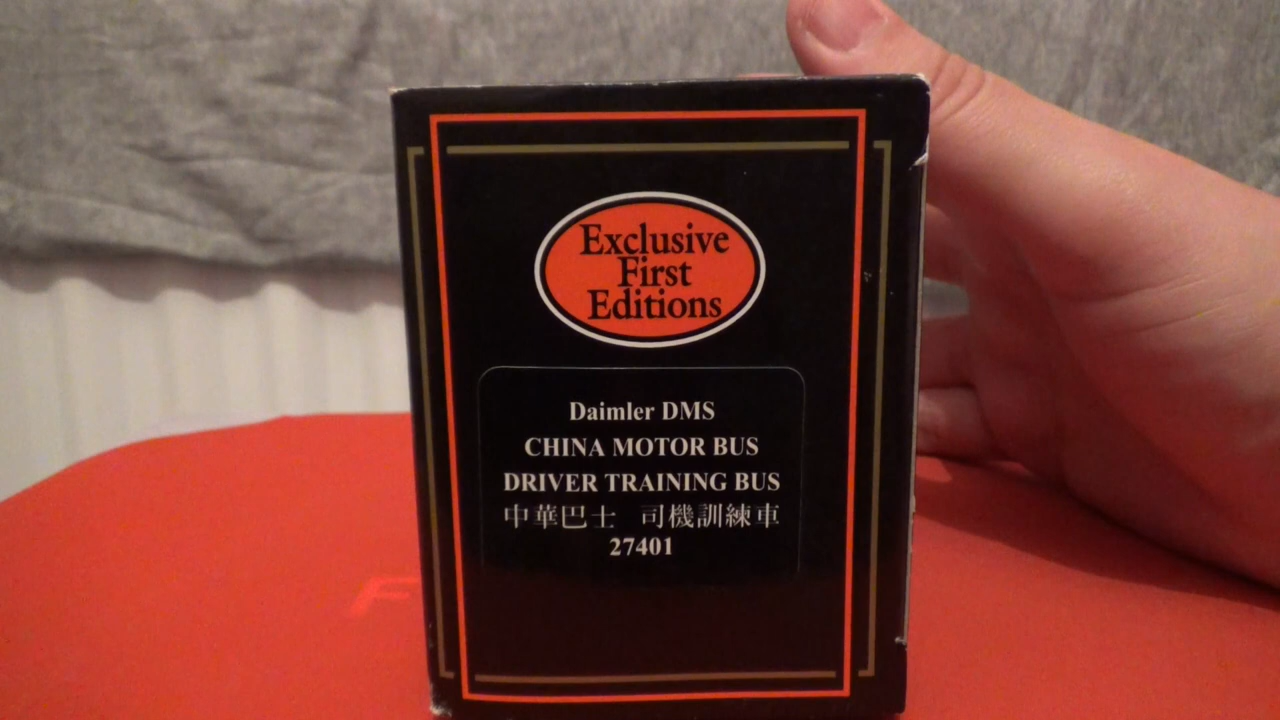 Exclusive
First
Editions
Daimler DMS
CHINA MOTOR BUS
DRIVER TRAINING BUS
中華巴士 司機訓練車
27401